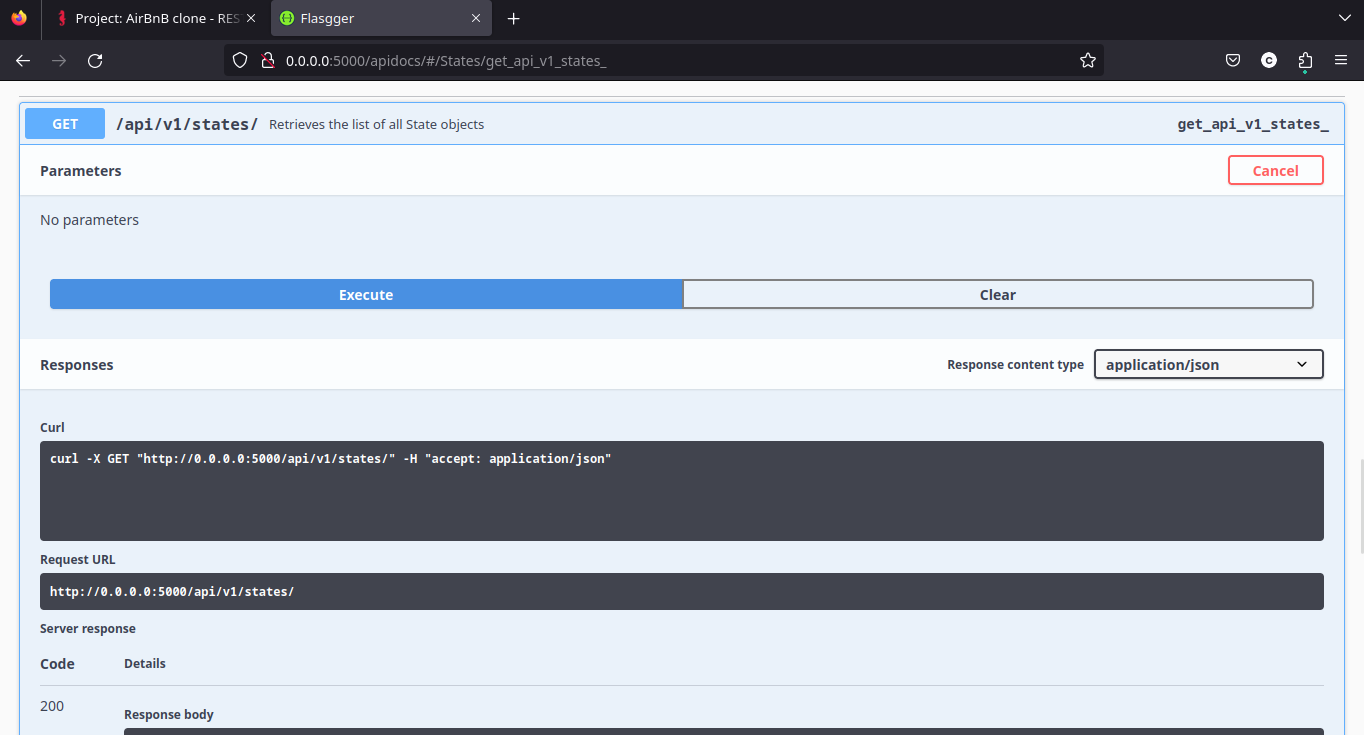 Project: AirBnB clone - RES
Flasgger
0.0.0.0:5000/apidocs/#/States/get_api_v1_states_
C
GET /api/v1/states/ Retrieves the list of all State objects get_api_v1_states_
Parameters Cancel
No parameters
Execute Clear
Responses Response content type application/json
Curl
curl -X GET "http://0.0.0.0:5000/api/v1/states/" -H "accept: application/json"
Request URL
http://0.0.0.0:5000/api/v1/states/
Server response
Code Details
200
Response body